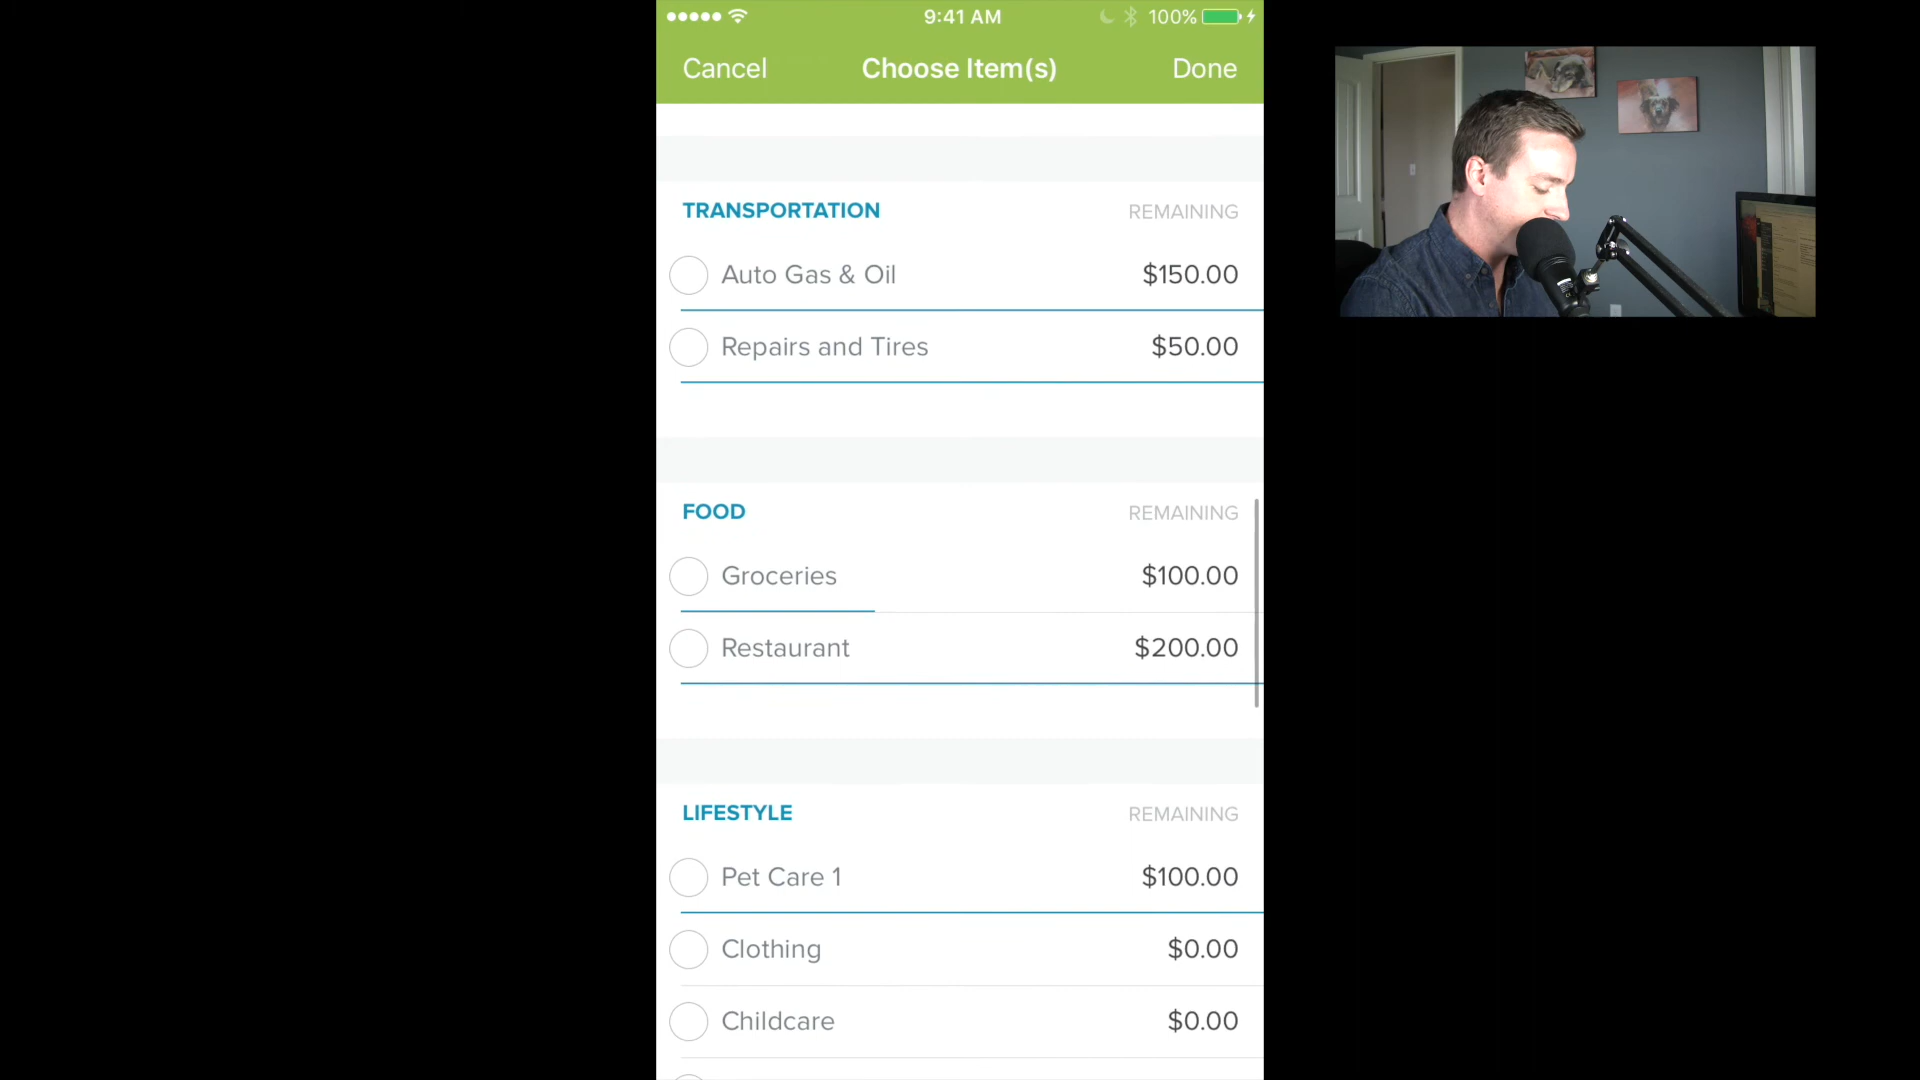 9:41 AM
100%
Cancel
Choose Item(s)
Done
TRANSPORTATION
REMAINING
Auto Gas & Oil
$150.00
Repairs and Tires
$50.00
FOOD
REMAINING
Groceries
$100.00
Restaurant
$200.00
LIFESTYLE
REMAINING
Pet Care 1
$100.00
Clothing
$0.00
Childcare
$0.00